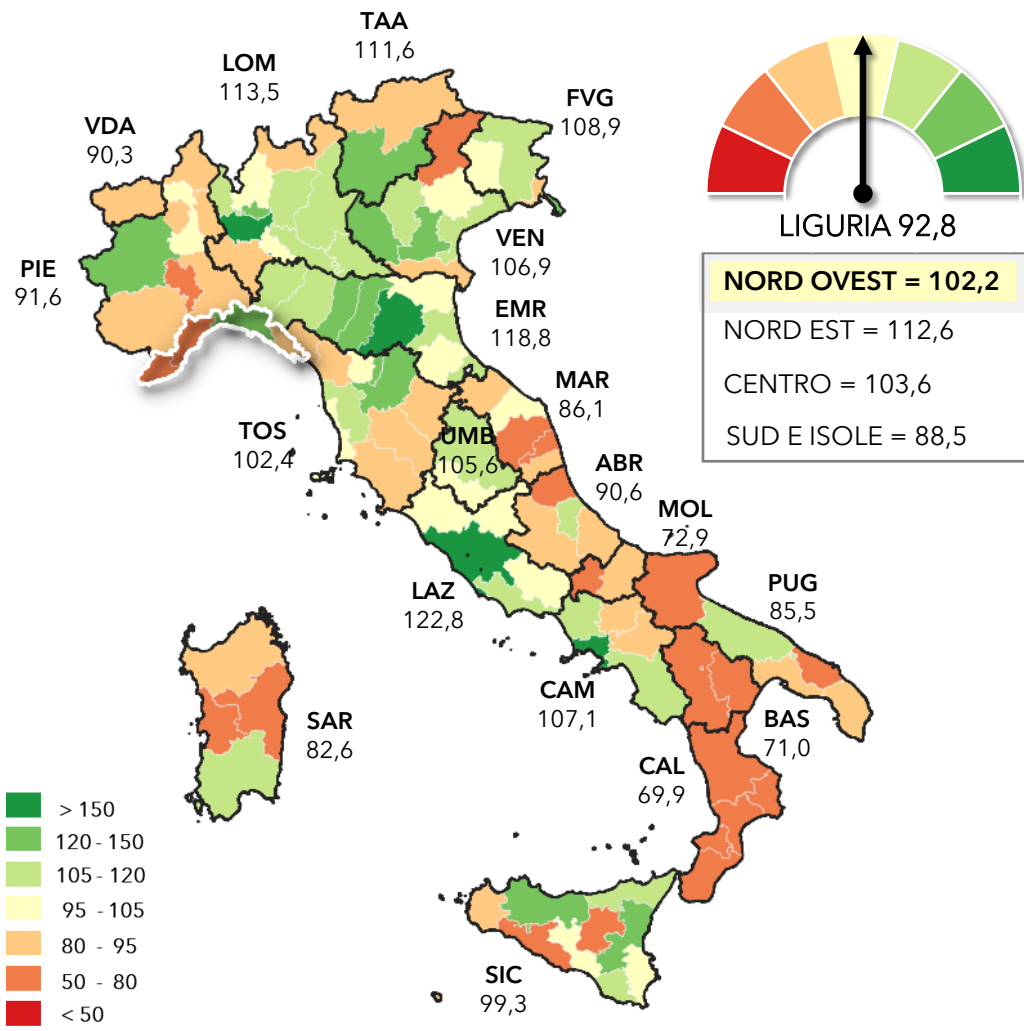 TAA
111,6
LOM
113,5
FVG
108,9
VDA
90,3
LIGURIA 92,8
VEN
106,9
PIE
91,6
NORD OVEST = 102,2
NORD EST = 112,6
CENTRO = 103,6
SUD E ISOLE = 88,5
EMR
118,8
MAR
86,1
TOS
102,4
UMB
105,6
ABR
90,6
MOL
72,9
LAZ
122,8
PUG
85,5
CAM
107,1
SAR
82,6
BAS
71,0
CAL
69,9
> 150
120 - 150
105 - 120
95 - 105
80 - 95
50 - 80
< 50
SIC
99,3